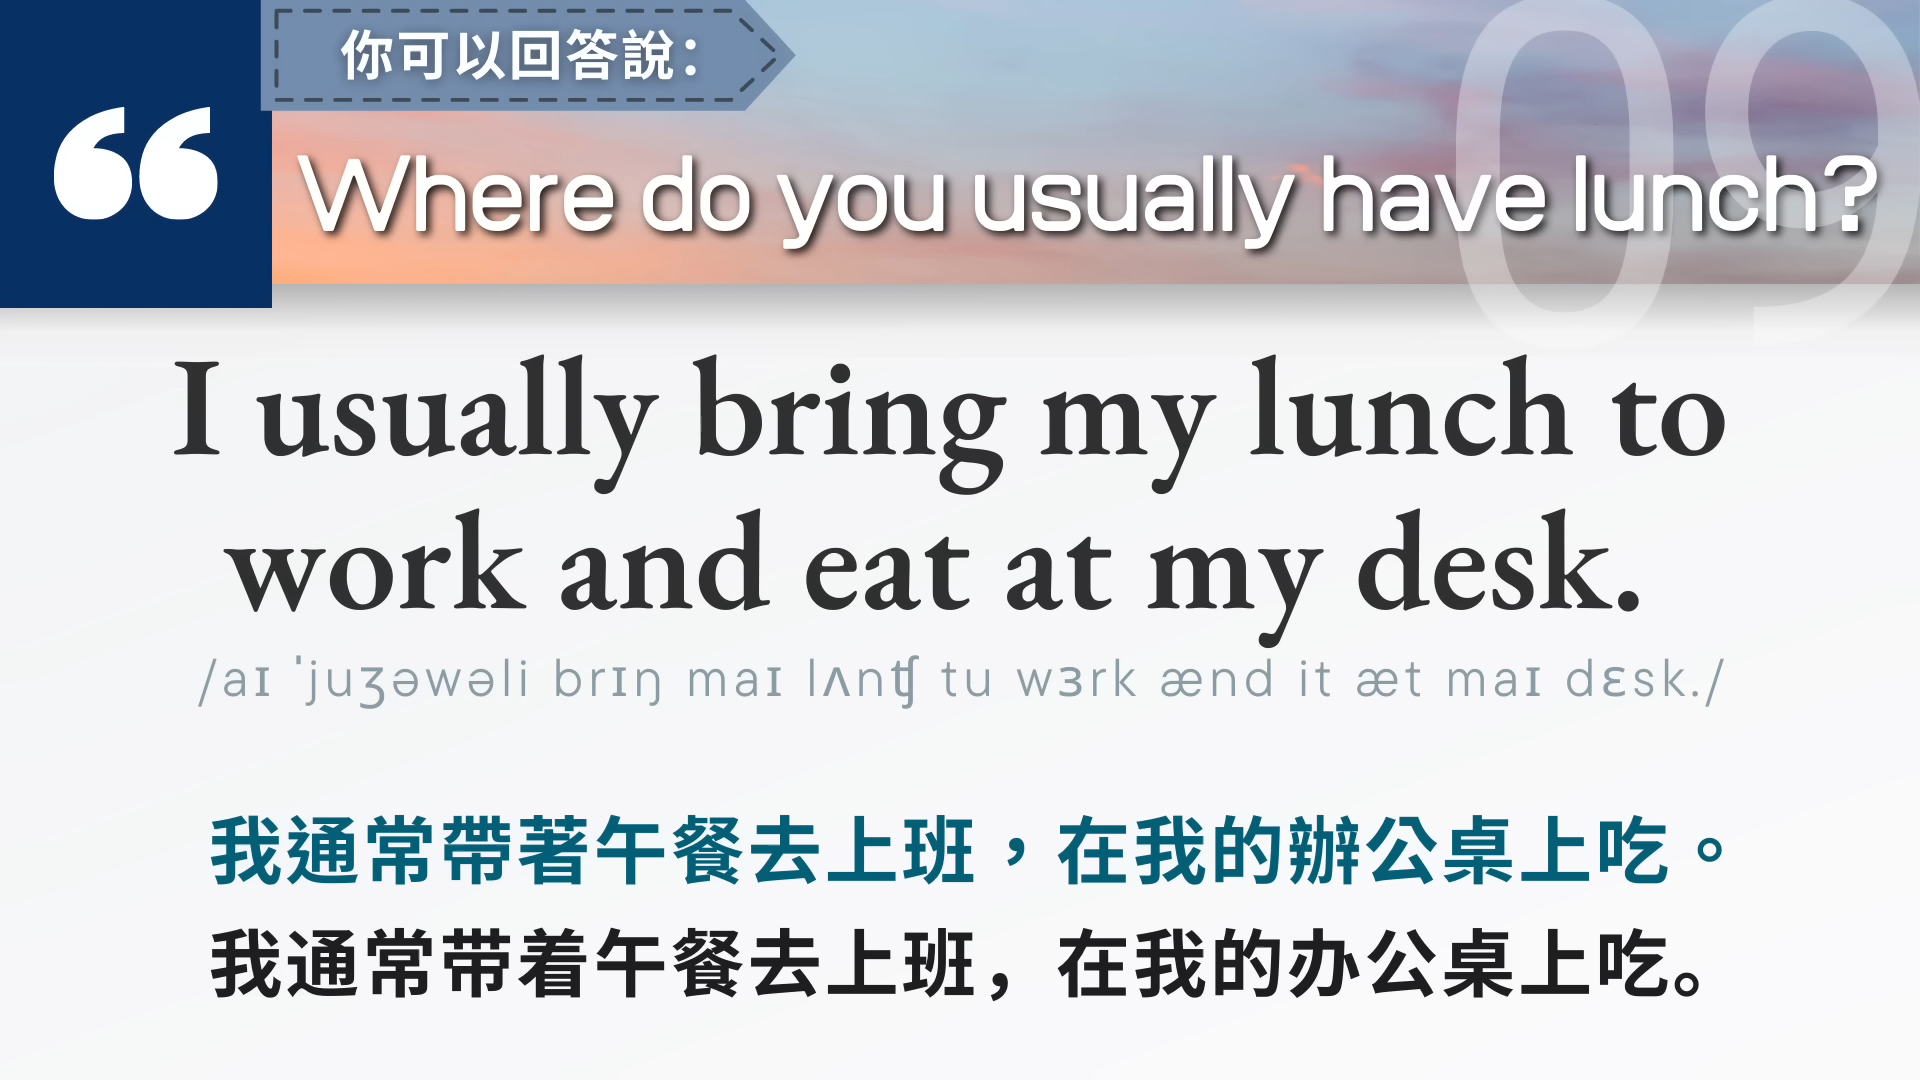 你可以回答說：
09
Where do you usually have lunch?
I usually bring my lunch to
work and eat at my desk.
/aɪ ˈjuʒəwəli brɪŋ maɪ lʌnʧ tu wɜrk ænd it æt maɪ dɛsk./
我通常帶著午餐去上班，在我的辦公桌上吃。
我通常带着午餐去上班，在我的办公桌上吃。